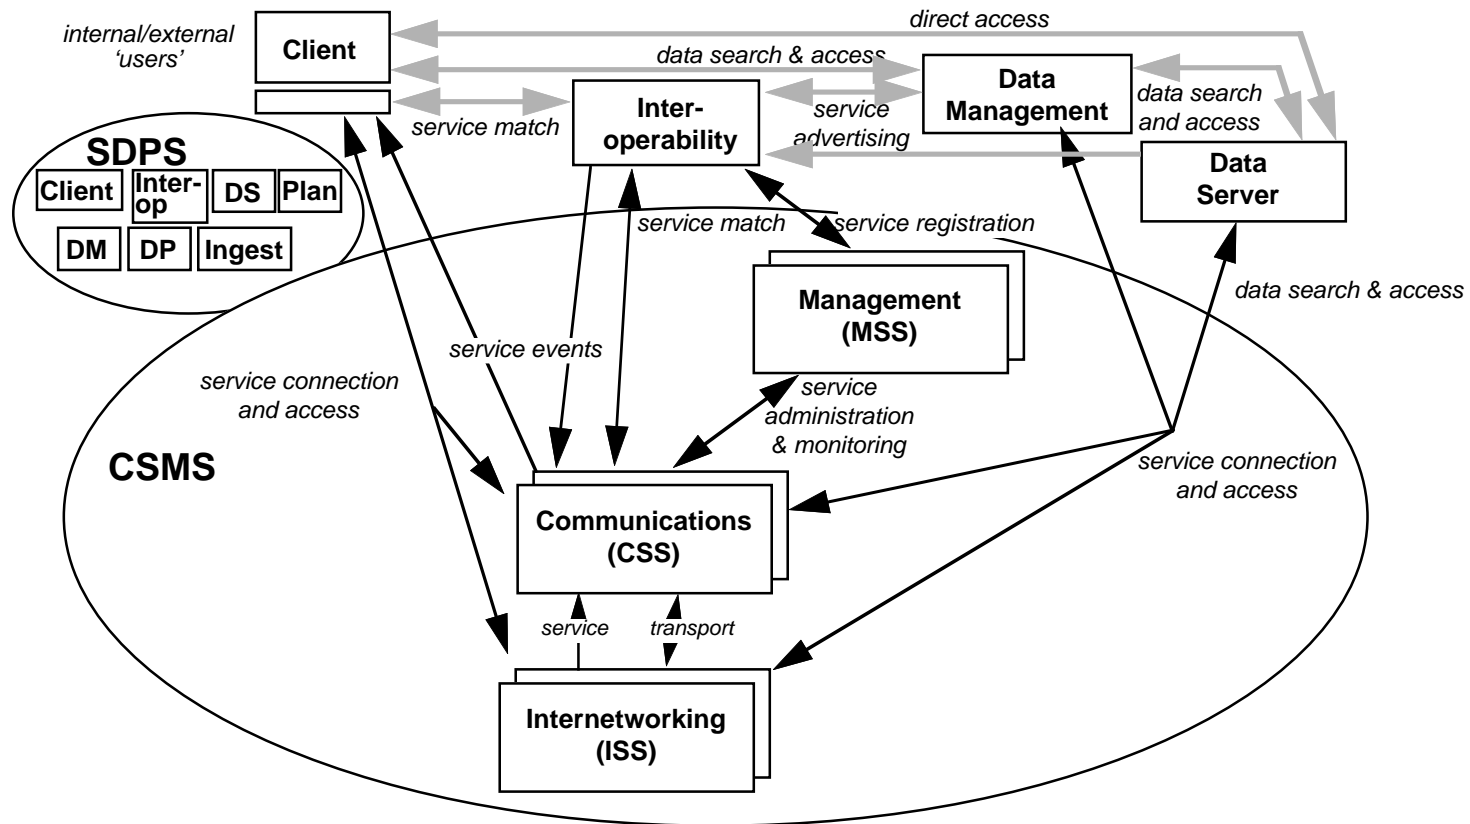 internal/external
‘users’
Client
direct access
data search & access
Data
Management
service match
Inter-
operability
service
advertising
data search
and access
Data
Server
SDPS
Client
Inter-
op
DS
Plan
DM
DP
Ingest
service match
service registration
data search & access
Management
(MSS)
service events
service connection
and access
service
administration
& monitoring
CSMS
service connection
and access
Communications
(CSS)
service
transport
Internetworking
(ISS)